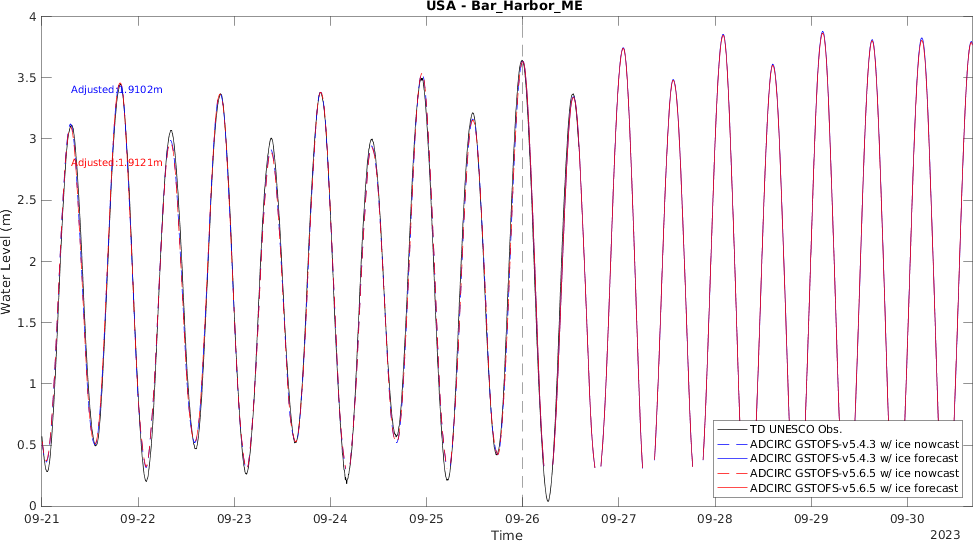 USA - Bar_Harbor_ME
4
3.5
3
2.5
2
1.5
1
0.5
0
Water Level (m)
Adjusted:1.9102m
Adjusted:1.9121m
TD UNESCO Obs.
ADCIRC GSTOFS-v5.4.3 w/ ice nowcast
ADCIRC GSTOFS-v5.4.3 w/ ice forecast
ADCIRC GSTOFS-v5.6.5 w/ ice nowcast
ADCIRC GSTOFS-v5.6.5 w/ ice forecast
09-21 09-22 09-23 09-24 09-25 09-26 09-27 09-28 09-29 09-30
Time
2023